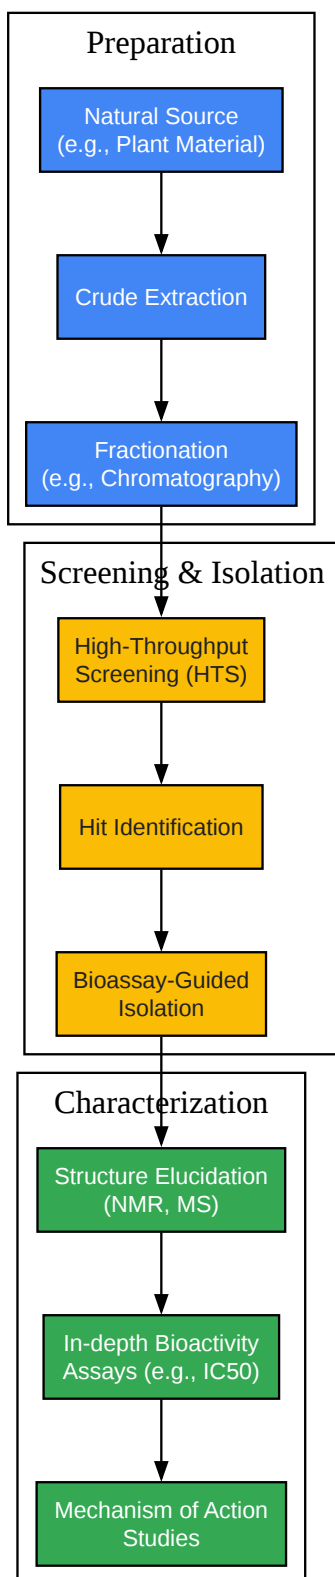 Preparation
Natural Source
(e.g., Plant Material)
Crude Extraction
Fractionation
(e.g., Chromatography)
Screening & Isolation
High-Throughput
Screening (HTS)
Hit Identification
Bioassay-Guided
Isolation
Characterization
Structure Elucidation
(NMR, MS)
In-depth Bioactivity
Assays (e.g., IC50)
Mechanism of Action
Studies